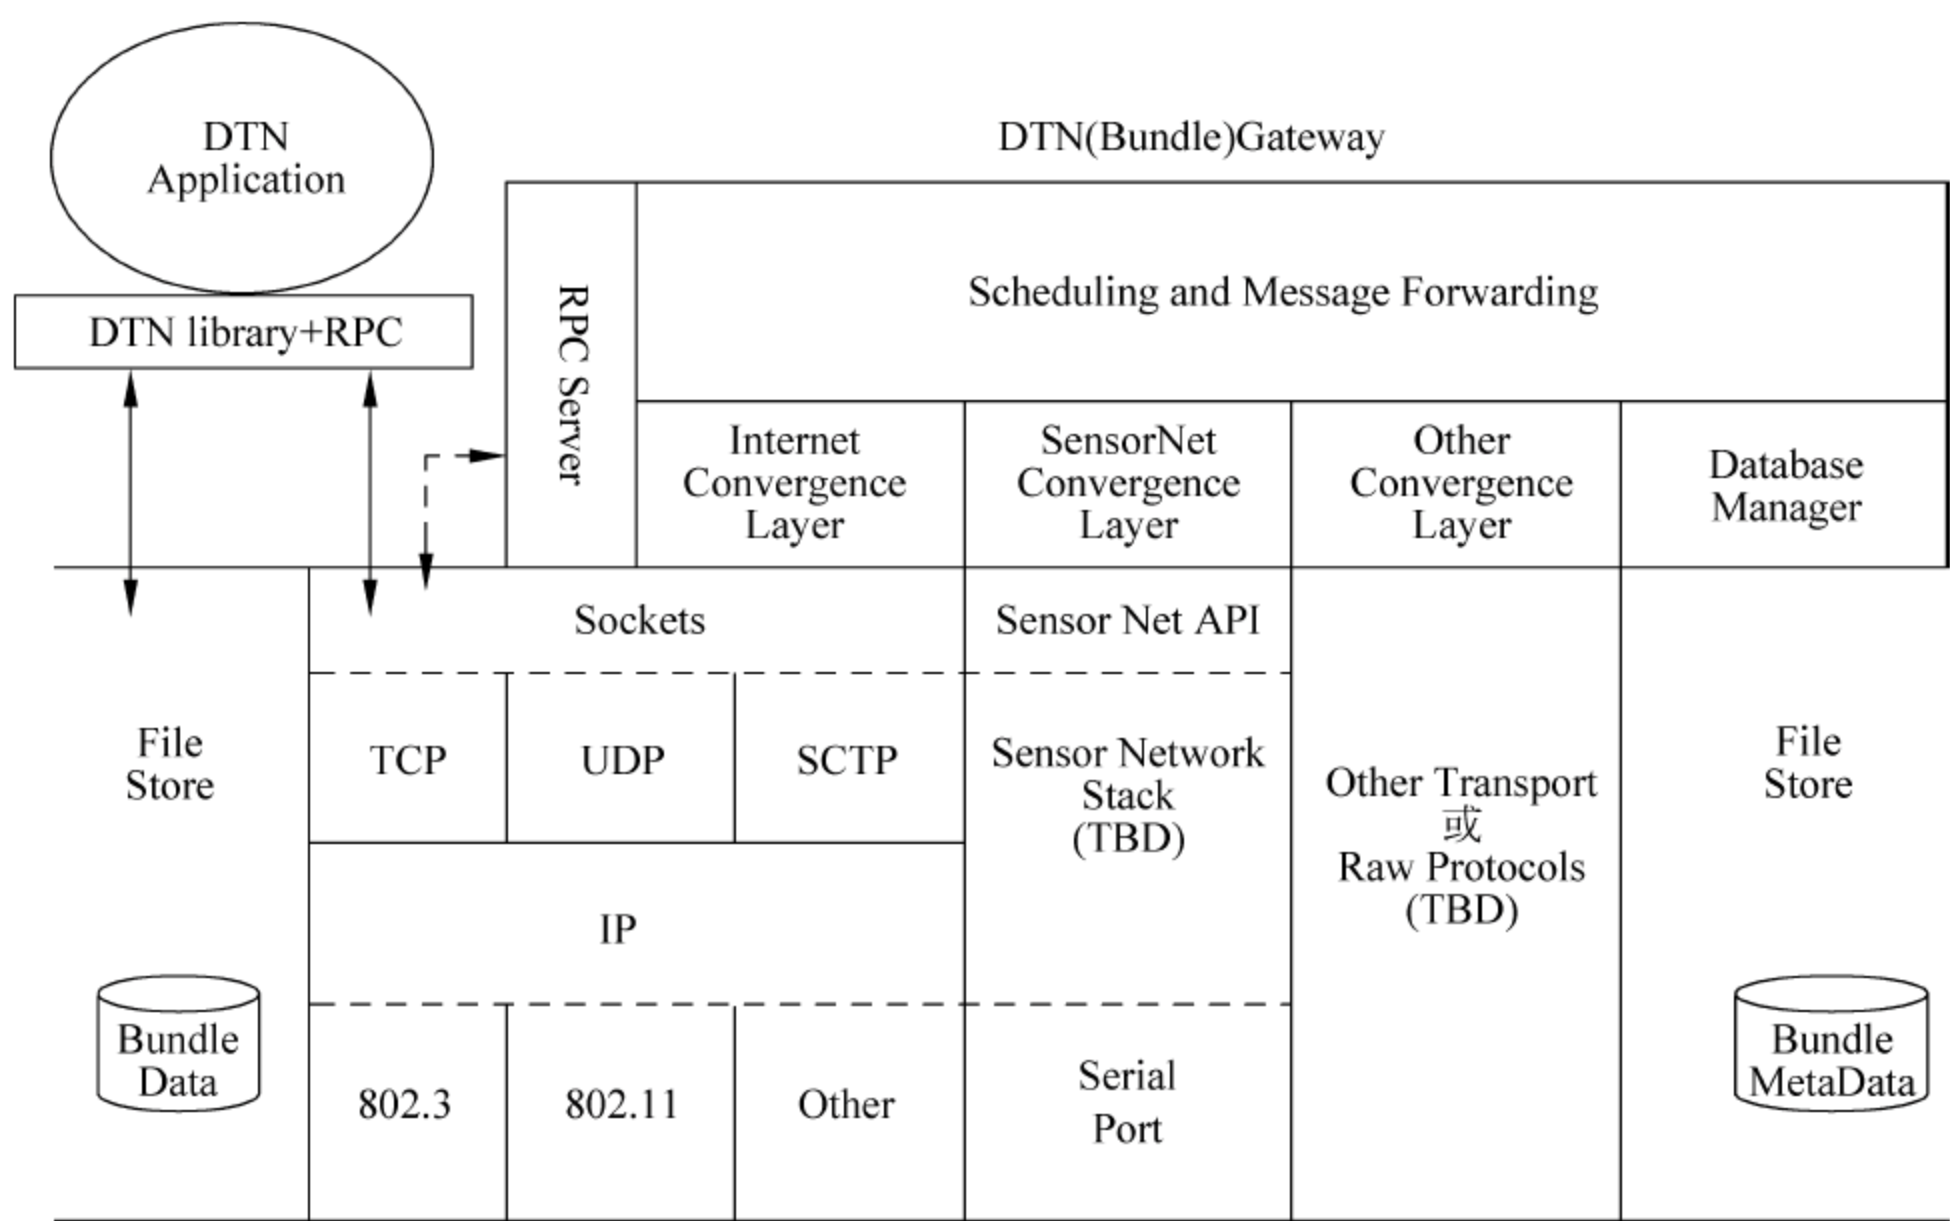 DTN
Application
DTN(Bundle)Gateway
DTN library+RPC
RPC Server
Scheduling and Message Forwarding
Internet
Convergence
Layer
SensorNet
Convergence
Layer
Other
Convergence
Layer
Database
Manager
Sockets
Sensor Net API
File
Store
TCP
UDP
SCTP
Sensor Network
Stack
(TBD)
Other Transport
或
Raw Protocols
(TBD)
File
Store
IP
Bundle
Data
802.3
802.11
Other
Serial
Port
Bundle
MetaData